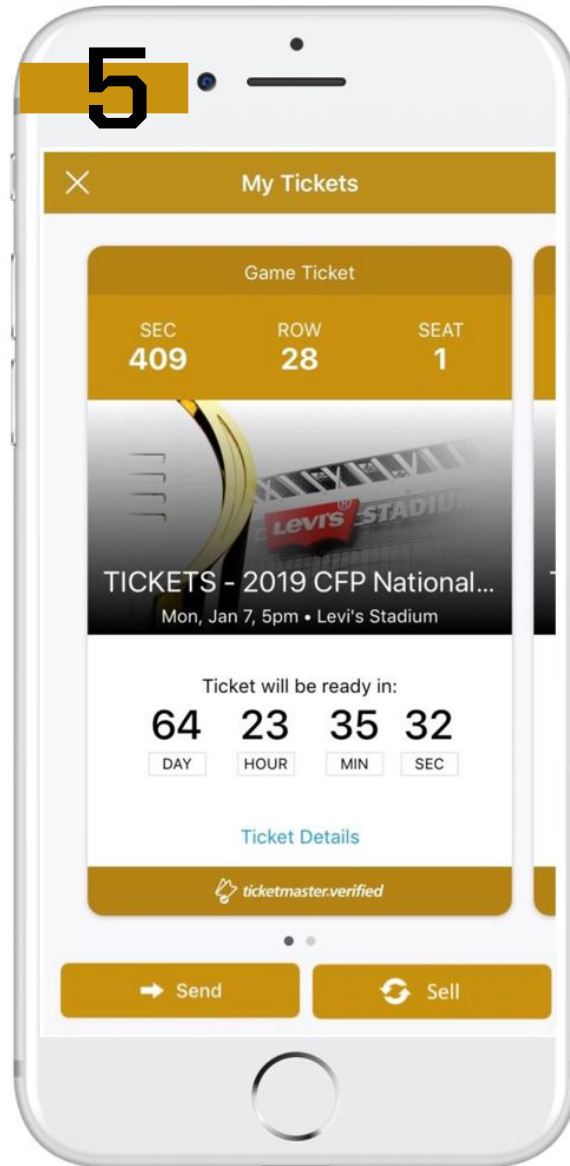 5
My Tickets
Game Ticket
SEC ROW SEAT
409 28 1
LEVI'S® STADIUM
TICKETS - 2019 CFP National...
Mon, Jan 7, 5pm • Levi's Stadium
Ticket will be ready in:
64 23 35 32
DAY HOUR MIN SEC
Ticket Details
ticketmaster.verified
Send Sell